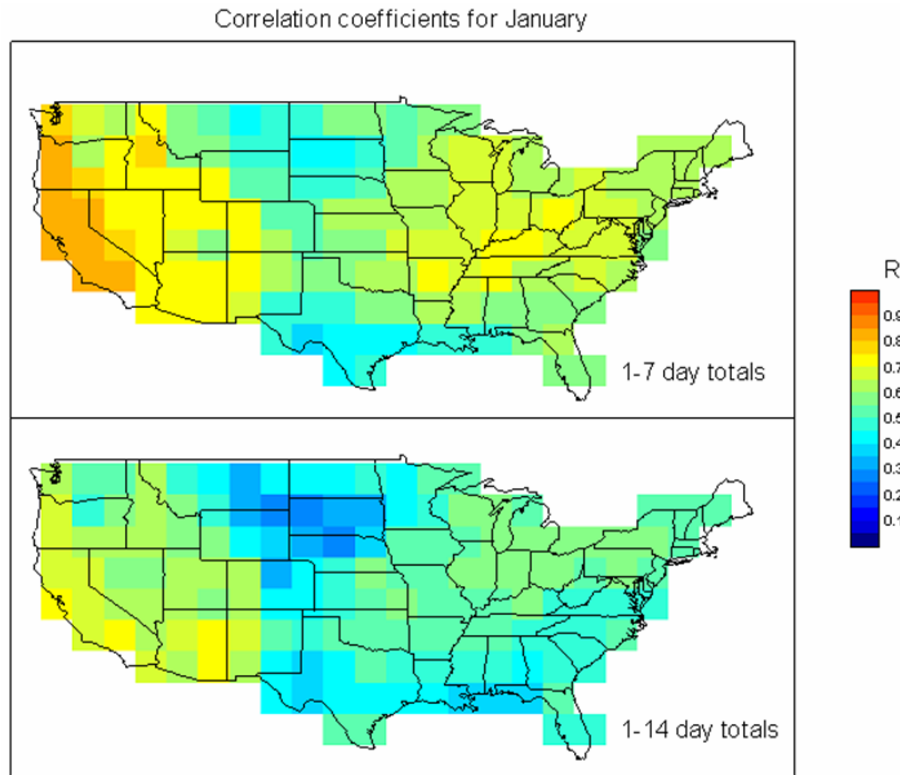 Correlation coefficients for January
1-7 day totals
R
0.9
0.8
0.7
0.6
0.5
0.4
0.3
0.2
0.1
1-14 day totals